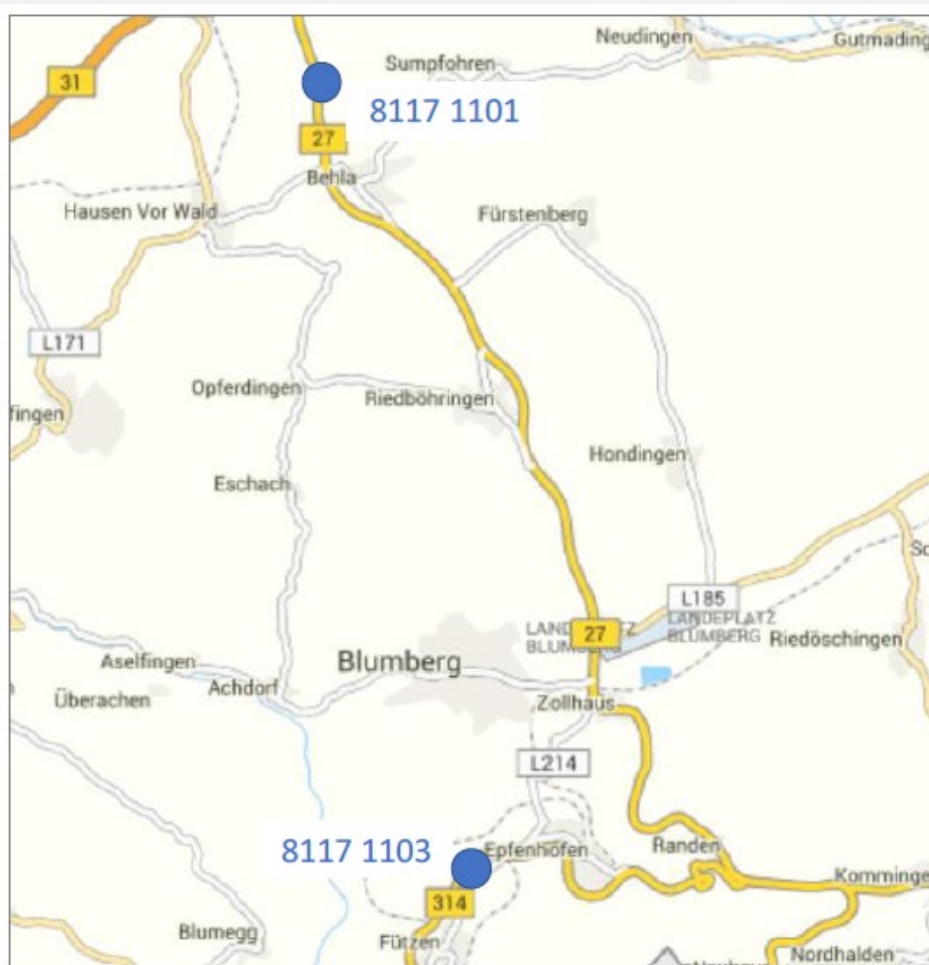 Neudingen
Gutmading
Sumpfohren
31
8117 1101
27
Behla
Hausen Vor Wald
Fürstenberg
L171
Opferdingen
Riedböhringen
fingen
Hondingen
Eschach
L185
LANDEPLATZ
BLUMBERG
27
Riedöschingen
Blumberg
Aselfingen
Achdorf
Überachen
Zollhaus
L214
8117 1103
Epfenhofen
Randen
Komminge
314
Blumegg
Fützen
Nordhalden